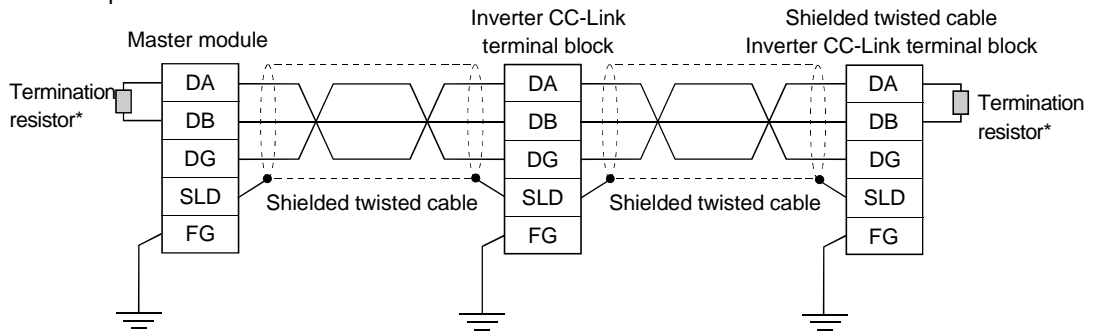 Inverter CC-Link
terminal block
Shielded twisted cable
Inverter CC-Link terminal block
Master module
Termination
resistor*
DA
DB
DG
SLD
FG
Shielded twisted cable
DA
DB
DG
SLD
FG
Shielded twisted cable
DA
DB
DG
SLD
FG
Termination
resistor*